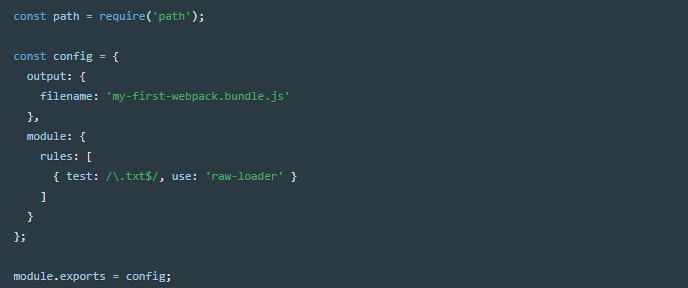 const path = require('path');
const config = {
output: {
filename: 'my-first-webpack.bundle.js'
},
module: {
rules: [
{ test: /\.txt$/, use: 'raw-loader' }
]
}
};
module.exports = config;